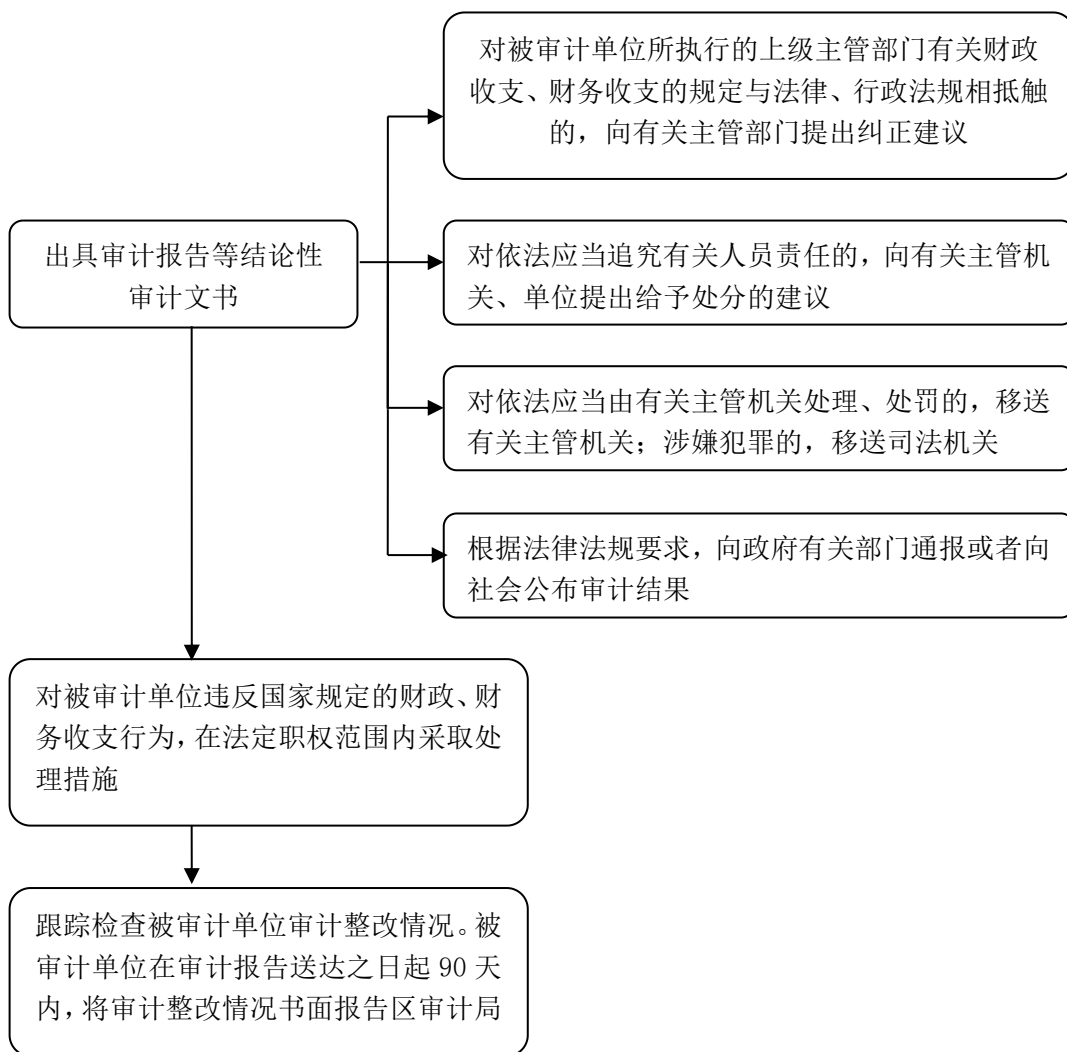 对被审计单位所执行的上级主管部门有关财政
收支、财务收支的规定与法律、行政法规相抵触
的，向有关主管部门提出纠正建议
出具审计报告等结论性
审计文书
对依法应当追究有关人员责任的，向有关主管机
关、单位提出给予处分的建议
对依法应当由有关主管机关处理、处罚的，移送
有关主管机关；涉嫌犯罪的，移送司法机关
根据法律法规要求，向政府有关部门通报或者向
社会公布审计结果
对被审计单位违反国家规定的财政、财
务收支行为，在法定职权范围内采取处
理措施
跟踪检查被审计单位审计整改情况。被
审计单位在审计报告送达之日起 90 天
内，将审计整改情况书面报告区审计局